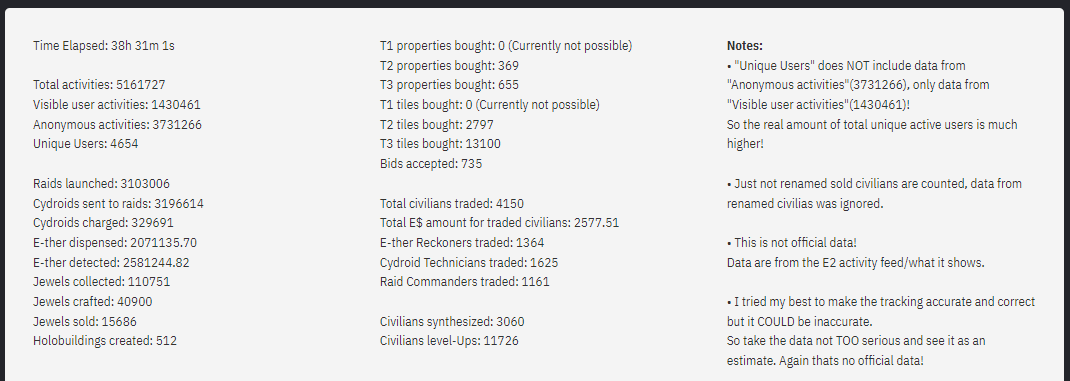 Time Elapsed: 38h 31m 1s
Total activities: 5161727
Visible user activities: 1430461
Anonymous activities: 3731266
Unique Users: 4654
Raids launched: 3103006
Cydroids sent to raids: 3196614
Cydroids charged: 329691
E-ther dispensed: 2071135.70
E-ther detected: 2581244.82
Jewels collected: 110751
Jewels crafted: 40900
Jewels sold: 15686
Holobuildings created: 512
T1 properties bought: 0 (Currently not possible)
T2 properties bought: 369
T3 properties bought: 655
T1 tiles bought: 0 (Currently not possible)
T2 tiles bought: 2797
T3 tiles bought: 13100
Bids accepted: 735
Total civilians traded: 4150
Total E$ amount for traded civilians: 2577.51
E-ther Reckoners traded: 1364
Cydroid Technicians traded: 1625
Raid Commanders traded: 1161
Civilians synthesized: 3060
Civilians level-Ups: 11726
Notes:
• "Unique Users" does NOT include data from
"Anonymous activities"(3731266), only data from
"Visible user activities"(1430461)!
So the real amount of total unique active users is much
higher!
• Just not renamed sold civilians are counted, data from
renamed civilias was ignored.
• This is not official data!
Data are from the E2 activity feed/what it shows.
• I tried my best to make the tracking accurate and correct
but it COULD be inaccurate.
So take the data not TOO serious and see it as an
estimate. Again thats no official data!